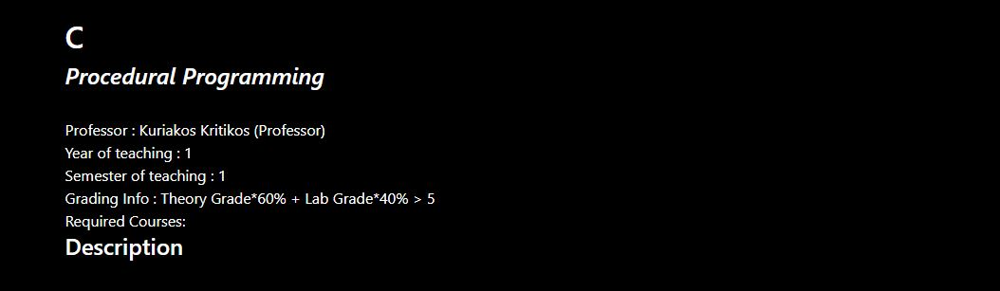 C
Procedural Programming
Professor : Kuriakos Kritikos (Professor)
Year of teaching : 1
Semester of teaching : 1
Grading Info : Theory Grade*60% + Lab Grade*40% > 5
Required Courses:
Description